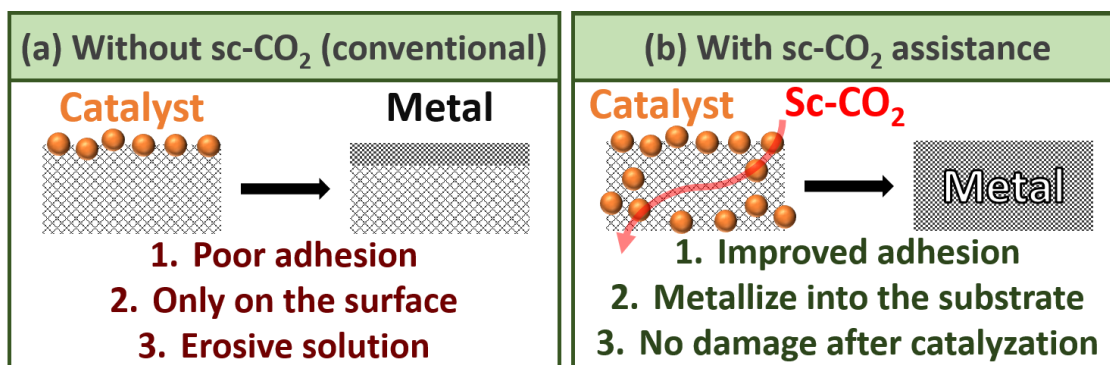 (a) Without sc-CO₂ (conventional)
Catalyst
Metal
1. Poor adhesion
2. Only on the surface
3. Erosive solution
(b) With sc-CO₂ assistance
Catalyst
Sc-CO₂
Metal
1. Improved adhesion
2. Metallize into the substrate
3. No damage after catalyzation